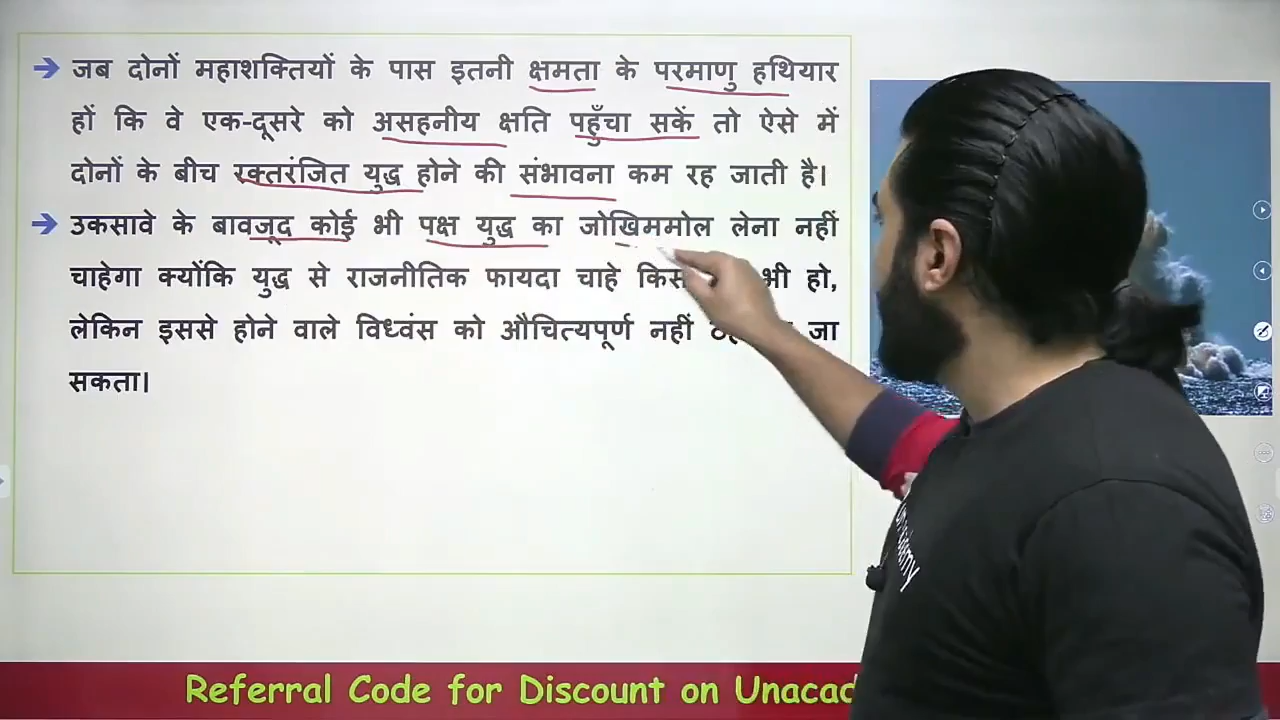 जब दोनों महाशक्तियों के पास इतनी क्षमता के परमाणु हथियार
हों कि वे एक-दूसरे को असहनीय क्षति पहुँचा सकें तो ऐसे में
दोनों के बीच रक्तरंजित युद्ध होने की संभावना कम रह जाती है।
उकसावे के बावजूद कोई भी पक्ष युद्ध का जोखिममोल लेना नहीं
चाहेगा क्योंकि युद्ध से राजनीतिक फायदा चाहे भी हो,
लेकिन इससे होने वाले विध्वंस को औचित्यपूर्ण नहीं जा
सकता।
Referral Code for Discount on